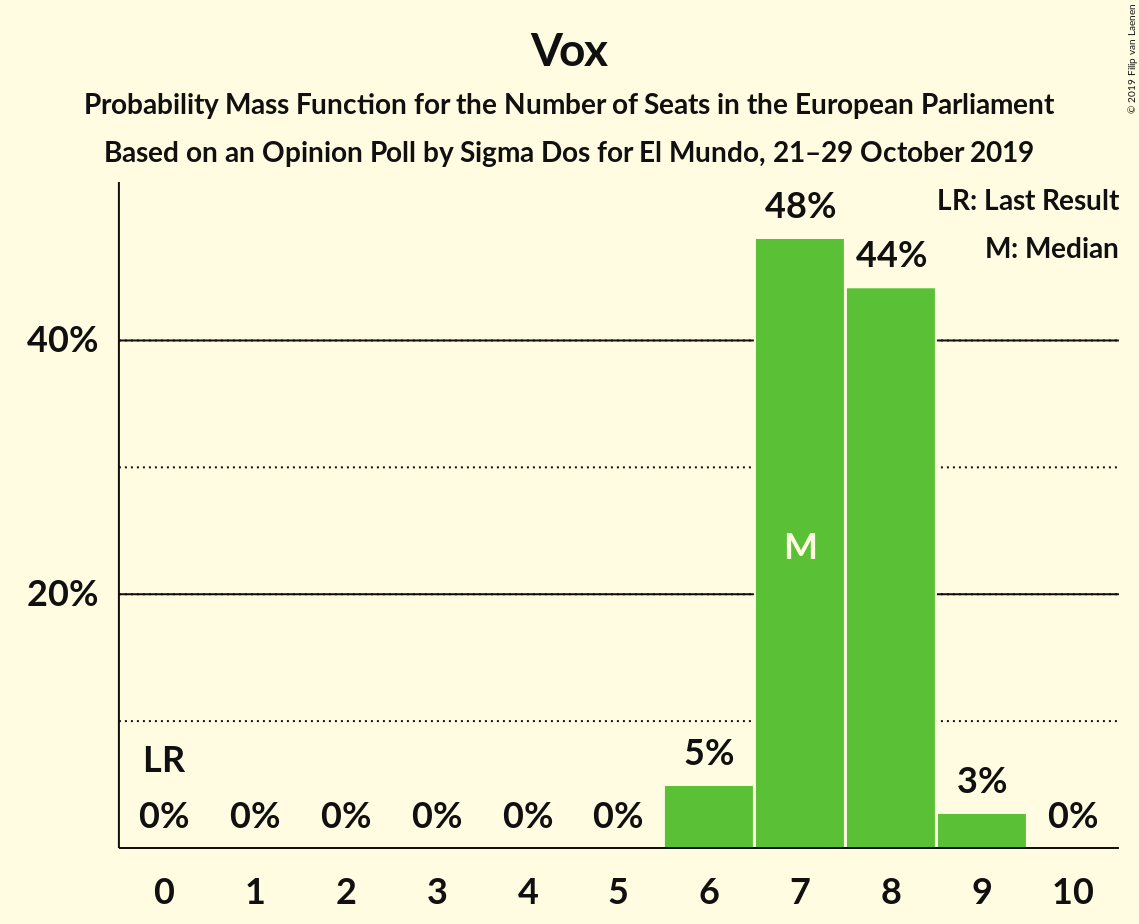 Vox
Probability Mass Function for the Number of Seats in the European Parliament
Based on an Opinion Poll by Sigma Dos for El Mundo, 21–29 October 2019
© 2019 Filip van Laenen
LR: Last Result
M: Median
48%
44%
40%
M
20%
LR
5%
3%
0% 0% 0% 0% 0% 0% 0%
0 1 2 3 4 5 6 7 8 9 10